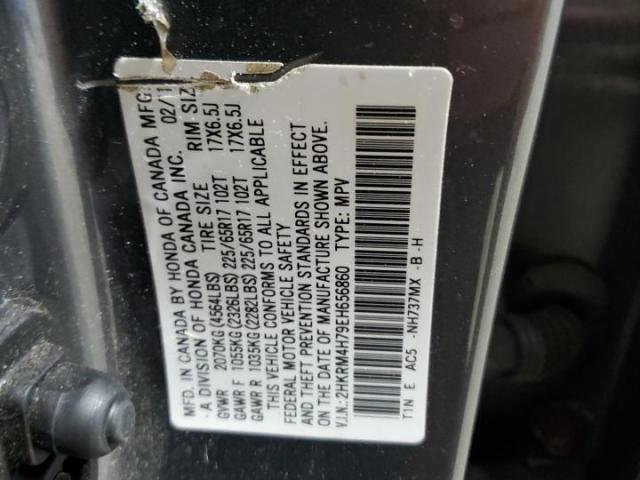 MFD. IN CANADA BY HONDA OF CANADA MFG.
A DIVISION OF HONDA CANADA INC. 02/1
TIRE SIZE RIM SIZ
GVWR 2070KG (4564LBS)
GAWR F 1055KG (2326LBS) 225/65R17 102T 17X6.5J
GAWR R 1035KG (2282LBS) 225/65R17 102T 17X6.5J
THIS VEHICLE CONFORMS TO ALL APPLICABLE
FEDERAL MOTOR VEHICLE SAFETY
AND THEFT PREVENTION STANDARDS IN EFFECT
ON THE DATE OF MANUFACTURE SHOWN ABOVE.
V.I.N.: 2HKRM4H79EH656860 TYPE: MPV
T1N E AC5 -NH737MX -B -H